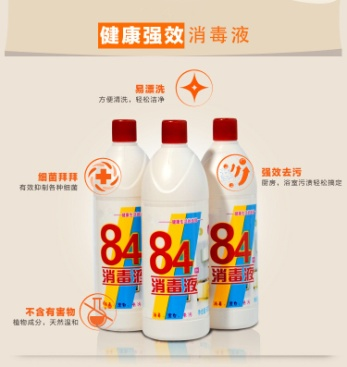 健康强效消毒液
易漂洗
方便清洗，轻松洁净
细菌拜拜
有效抑制各种细菌
强效去污
厨房，浴室污渍轻松搞定
84
消毒液
84
消毒液
84
消毒液
不含有害物
植物成分，天然温和